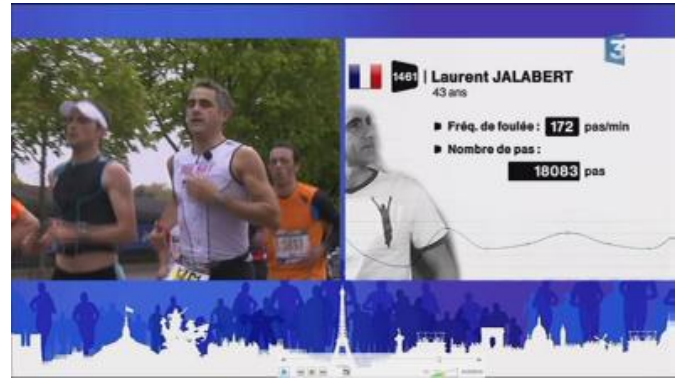 3
1461 | Laurent JALABERT
43 ans
Fréq. de foulée : 172 pas/min
Nombre de pas :
18083 pas